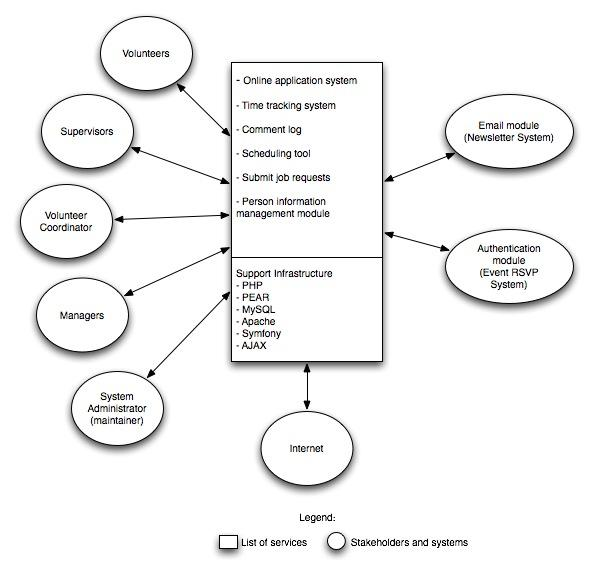 Volunteers
Supervisors
Volunteer
Coordinator
Managers
System
Administrator
(maintainer)
- Online application system
- Time tracking system
- Comment log
- Scheduling tool
- Submit job requests
- Person information
management module
Support Infrastructure
- PHP
- PEAR
- MySQL
- Apache
- Symfony
- AJAX
Email module
(Newsletter System)
Authentication
module
(Event RSVP
System)
Internet
Legend:
List of services
Stakeholders and systems